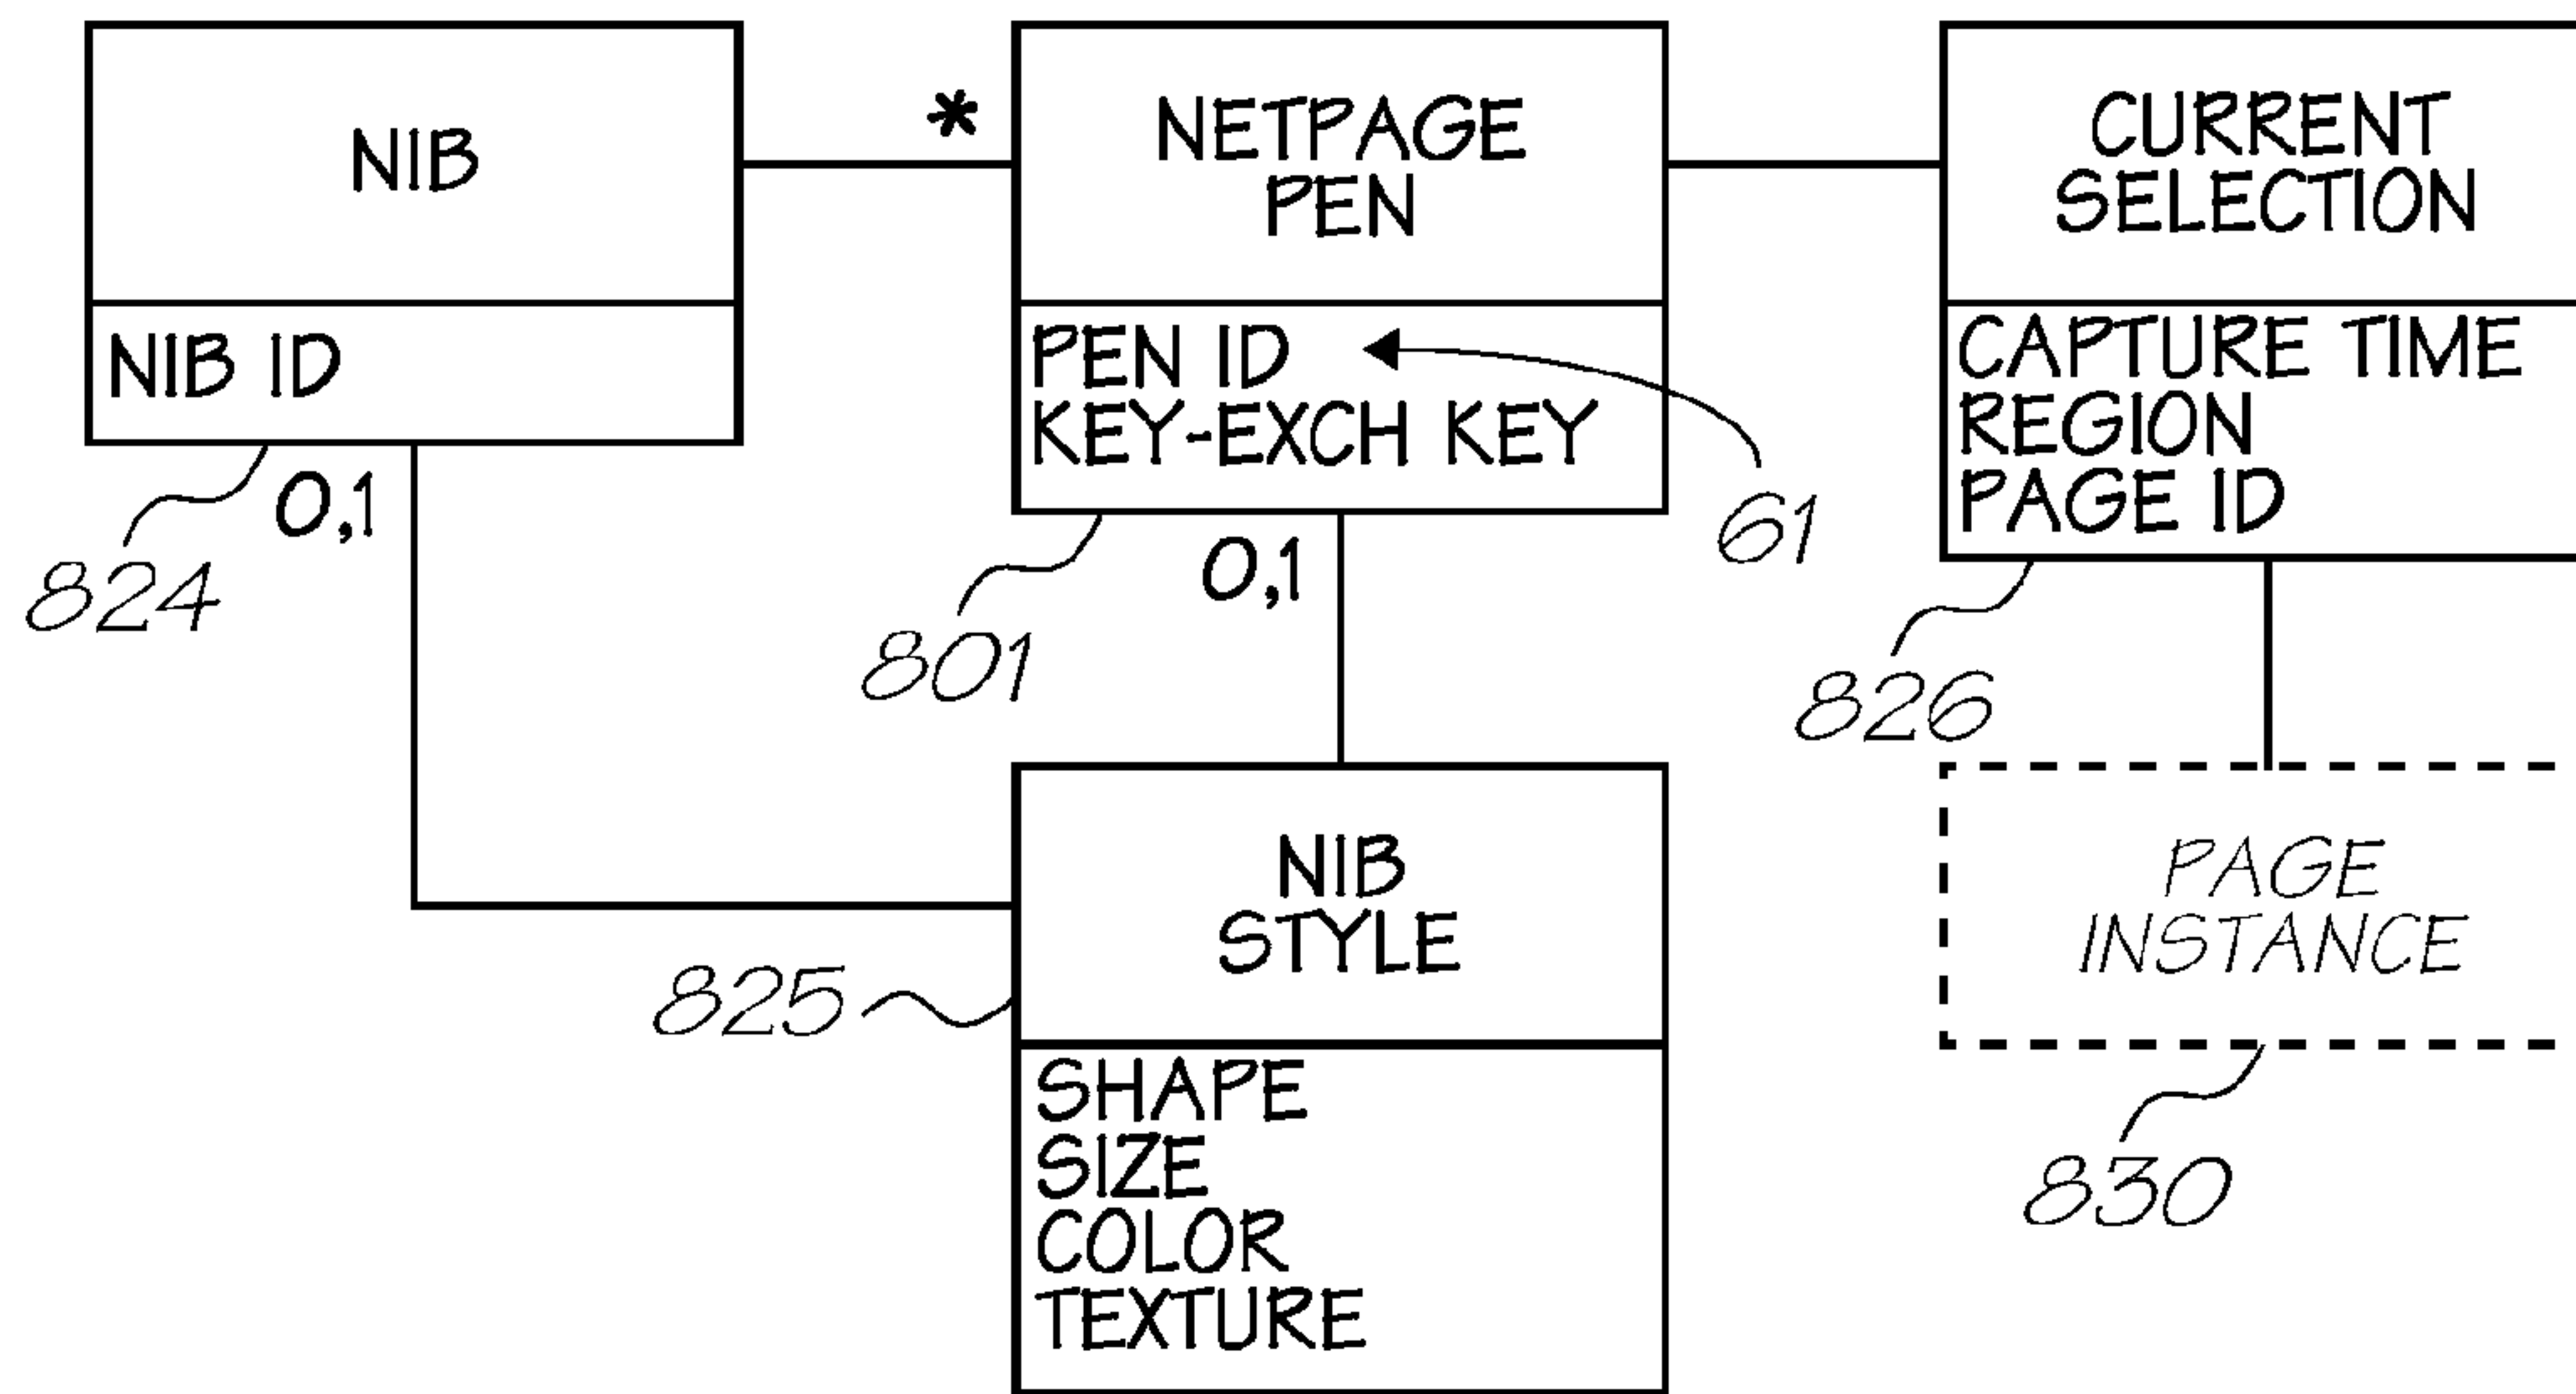 NIB
NIB ID
824
0,1
*
NETPAGE
PEN
PEN ID
KEY-EXCH KEY
61
801
0,1
CURRENT
SELECTION
CAPTURE TIME
REGION
PAGE ID
826
NIB
STYLE
825
SHAPE
SIZE
COLOR
TEXTURE
PAGE
INSTANCE
830